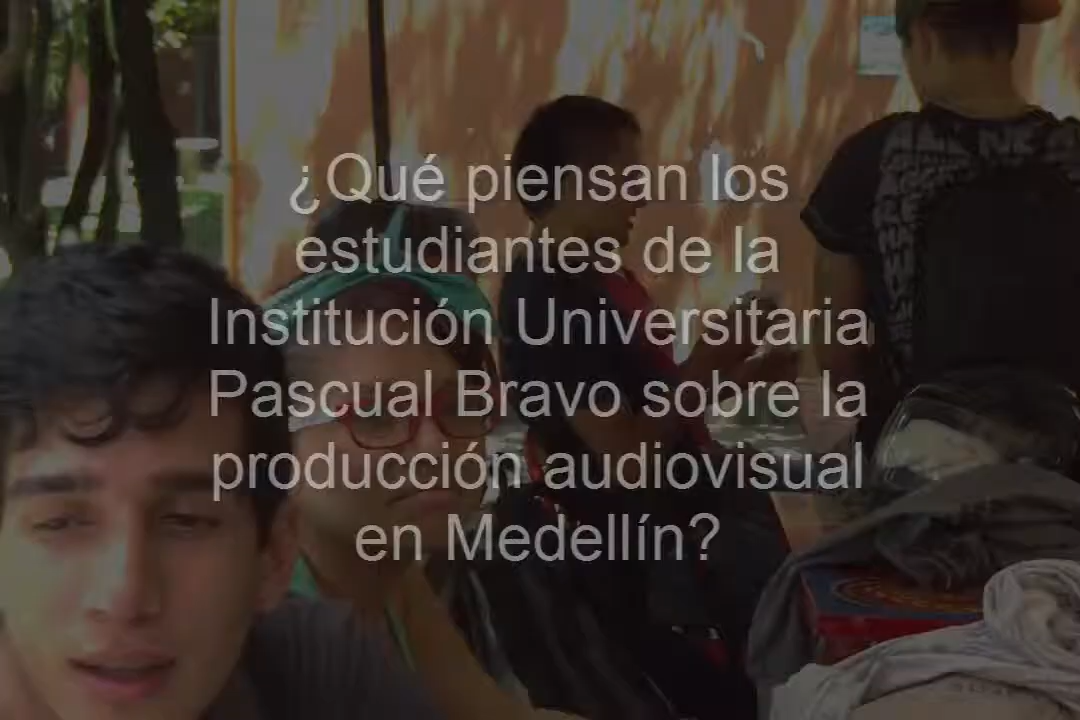 ¿Qué piensan los
estudiantes de la
Institución Universitaria
Pascual Bravo sobre la
producción audiovisual
en Medellín?